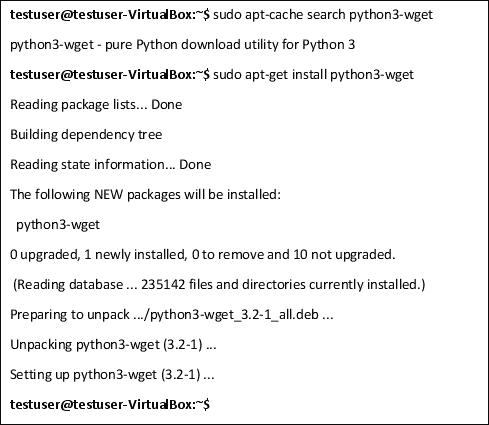 testuser@testuser-VirtualBox:~$ sudo apt-cache search python3-wget
python3-wget - pure Python download utility for Python 3
testuser@testuser-VirtualBox:~$ sudo apt-get install python3-wget
Reading package lists... Done
Building dependency tree
Reading state information... Done
The following NEW packages will be installed:
python3-wget
0 upgraded, 1 newly installed, 0 to remove and 10 not upgraded.
(Reading database ... 235142 files and directories currently installed.)
Preparing to unpack .../python3-wget_3.2-1_all.deb ...
Unpacking python3-wget (3.2-1) ...
Setting up python3-wget (3.2-1) ...
testuser@testuser-VirtualBox:~$